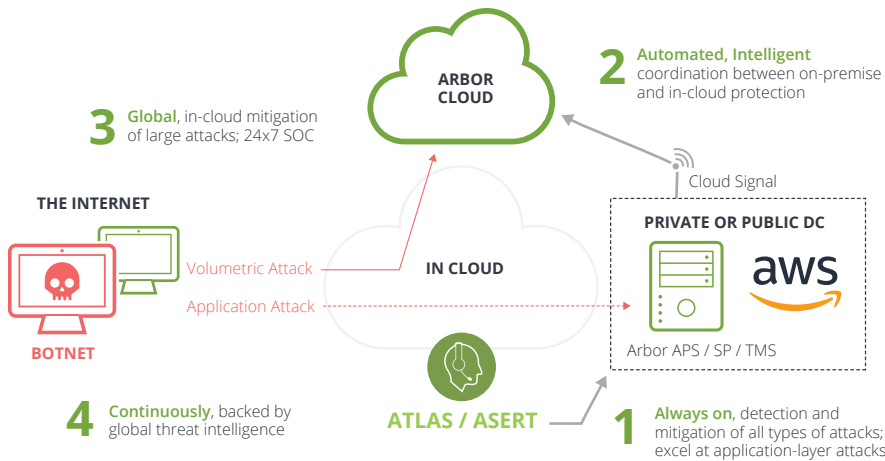 ARBOR
CLOUD
2
Automated, Intelligent
coordination between on-premise
and in-cloud protection
3
Global, in-cloud mitigation
of large attacks; 24x7 SOC
Cloud Signal
THE INTERNET
PRIVATE OR PUBLIC DC
Volumetric Attack
IN CLOUD
aws
Application Attack
BOTNET
Arbor APS / SP / TMS
4
Continuously, backed by
global threat intelligence
ATLAS / ASERT
1
Always on, detection and
mitigation of all types of attacks;
excel at application-layer attacks